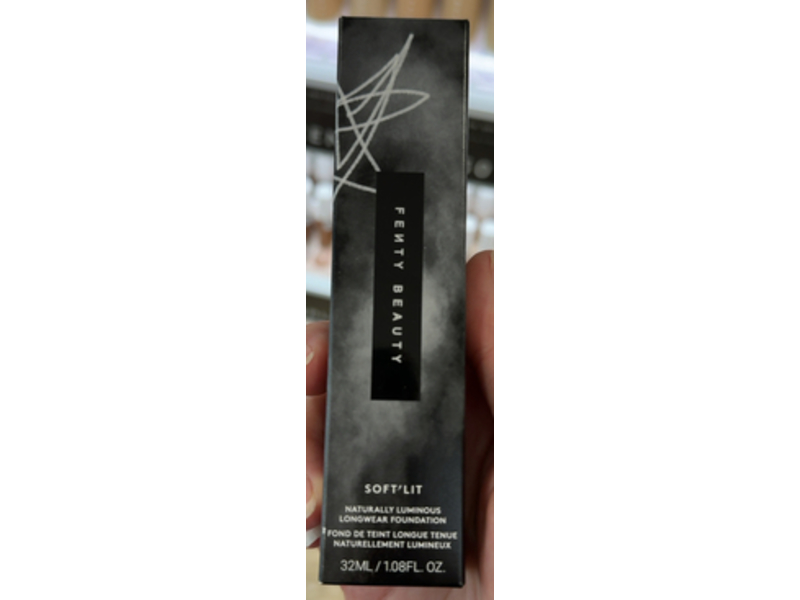 FENTY BEAUTY
SOFT'LIT
NATURALLY LUMINOUS
LONGWEAR FOUNDATION
FOND DE TEINT LONGUE TENUE
NATURELLEMENT LUMINEUX
32ML / 1.08FL. OZ.